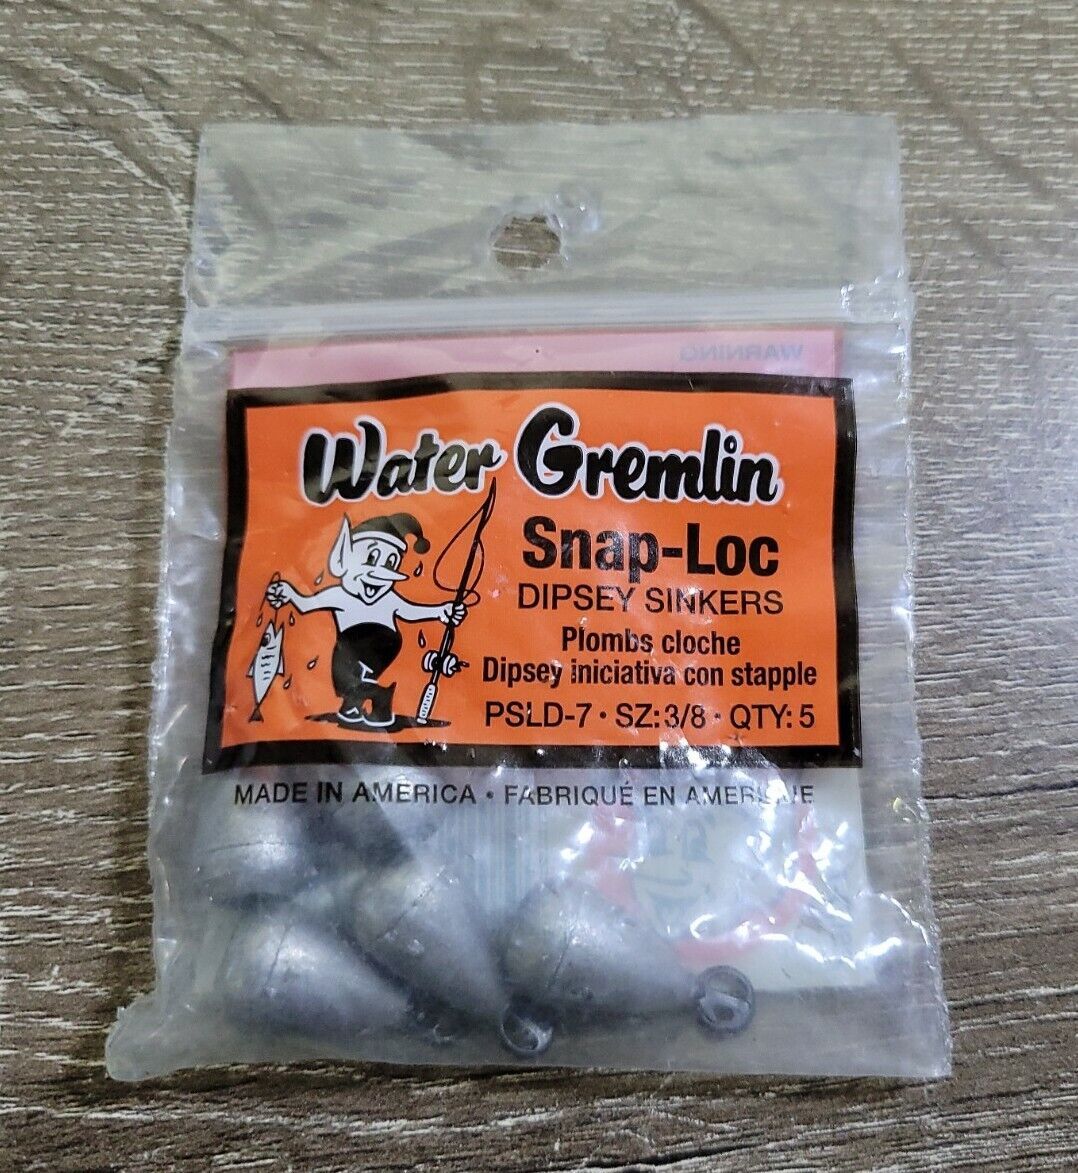 WARNING
Water Gremlin
Snap-Loc
DIPSEY SINKERS
Plombs cloche
Dipsey iniciativa con stapple
PSLD-7 • SZ: 3/8 • QTY: 5
MADE IN AMERICA • FABRIQUÉ EN AMERIQUE